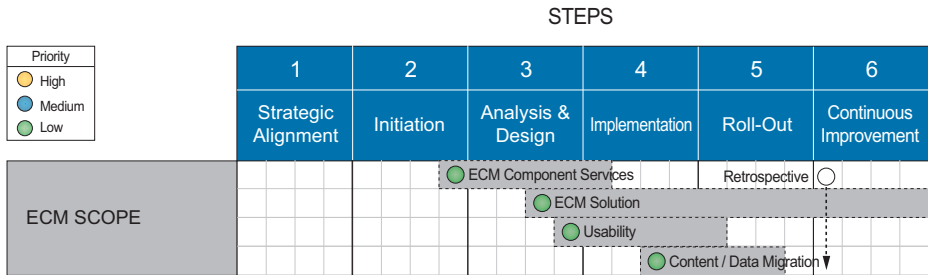 STEPS
Priority
High
Medium
Low
1 2 3 4 5 6
Strategic Alignment
Initiation
Analysis & Design
Implementation
Roll-Out
Continuous Improvement
ECM SCOPE
ECM Component Services
Retrospective
ECM Solution
Usability
Content / Data Migration